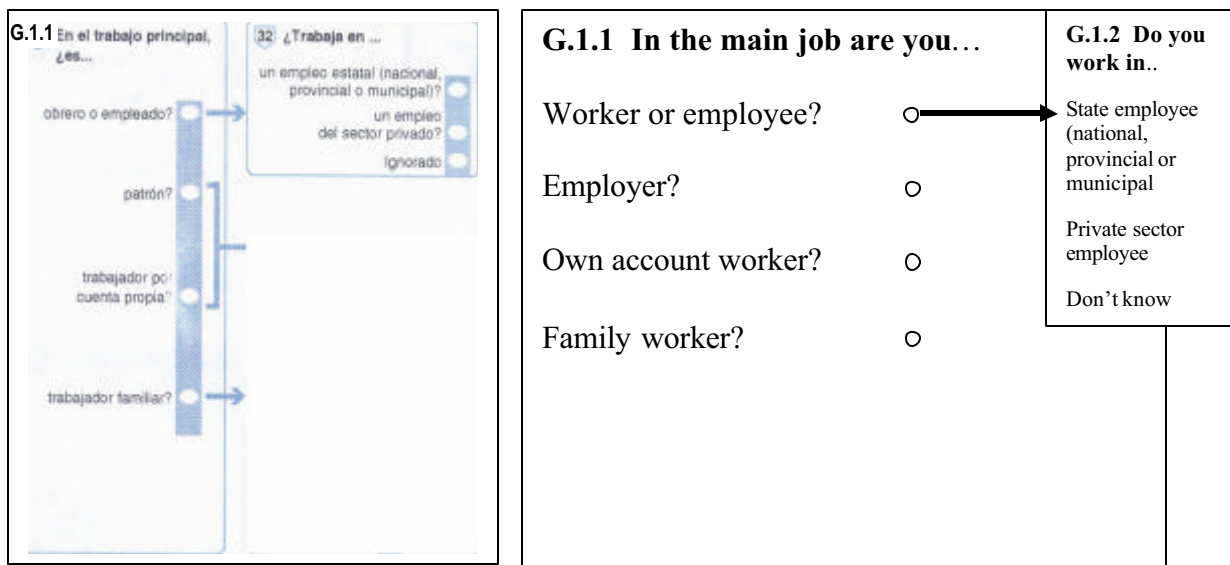 G.1.1 En el trabajo principal,
¿es...
obrero o empleado?
patrón?
trabajador por
cuenta propia?
trabajador familiar?
32 ¿Trabaja en ...
un empleo estatal (nacional,
provincial o municipal)?
un empleo
del sector privado?
Ignorado
G.1.1 In the main job are you…
Worker or employee?
Employer?
Own account worker?
Family worker?
G.1.2 Do you
work in..
State employee
(national,
provincial or
municipal
Private sector
employee
Don’t know